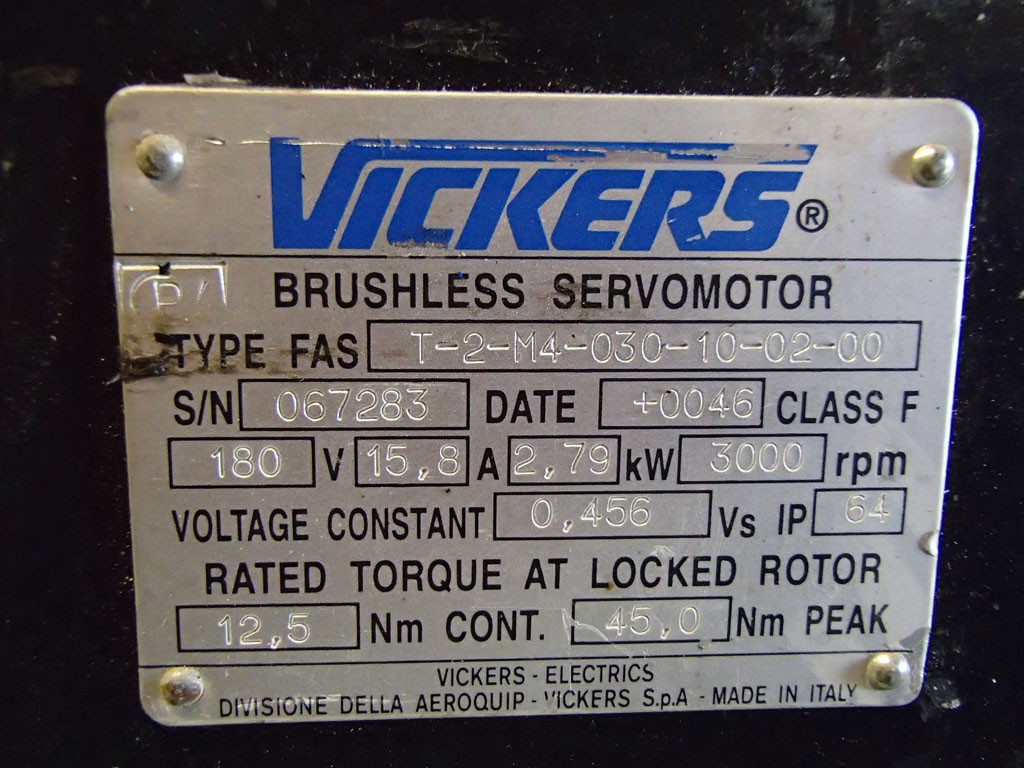 VICKERS®
BRUSHLESS SERVOMOTOR
TYPE FAS T-2-M4-030-10-02-00
S/N 067283 DATE +0046 CLASS F
180 V 15,8 A 2,79 kW 3000 rpm
VOLTAGE CONSTANT 0,456 Vs IP 64
RATED TORQUE AT LOCKED ROTOR
12,5 Nm CONT. 45,0 Nm PEAK
VICKERS - ELECTRICS
DIVISIONE DELLA AEROQUIP - VICKERS S.p.A - MADE IN ITALY